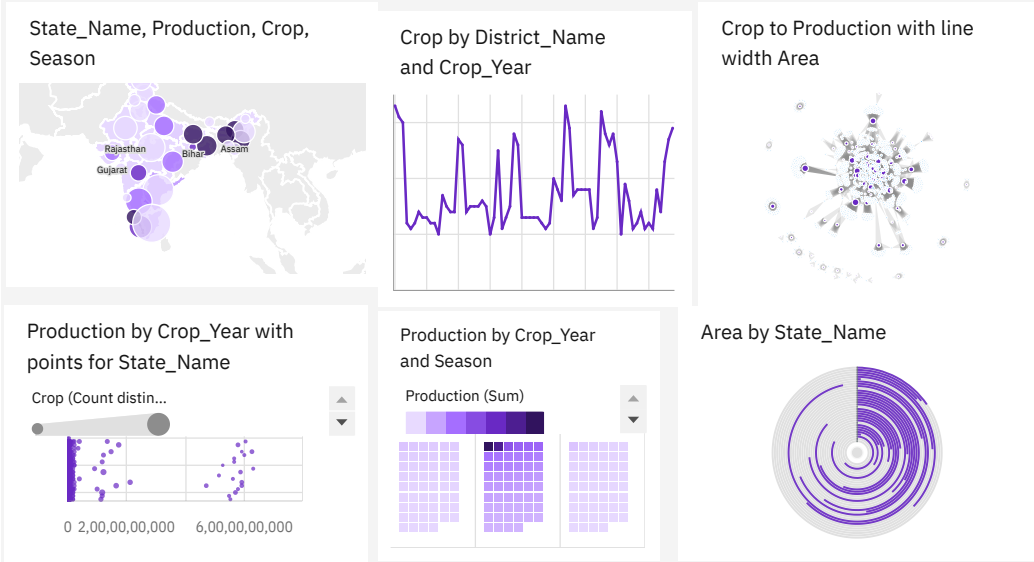 State_Name, Production, Crop,
Season
Rajasthan
Bihar
Assam
Gujarat
Crop by District_Name
and Crop_Year
Crop to Production with line
width Area
Production by Crop_Year with
points for State_Name
Crop (Count distin...
0 2,00,00,00,000 6,00,00,00,000
Production by Crop_Year
and Season
Production (Sum)
Area by State_Name